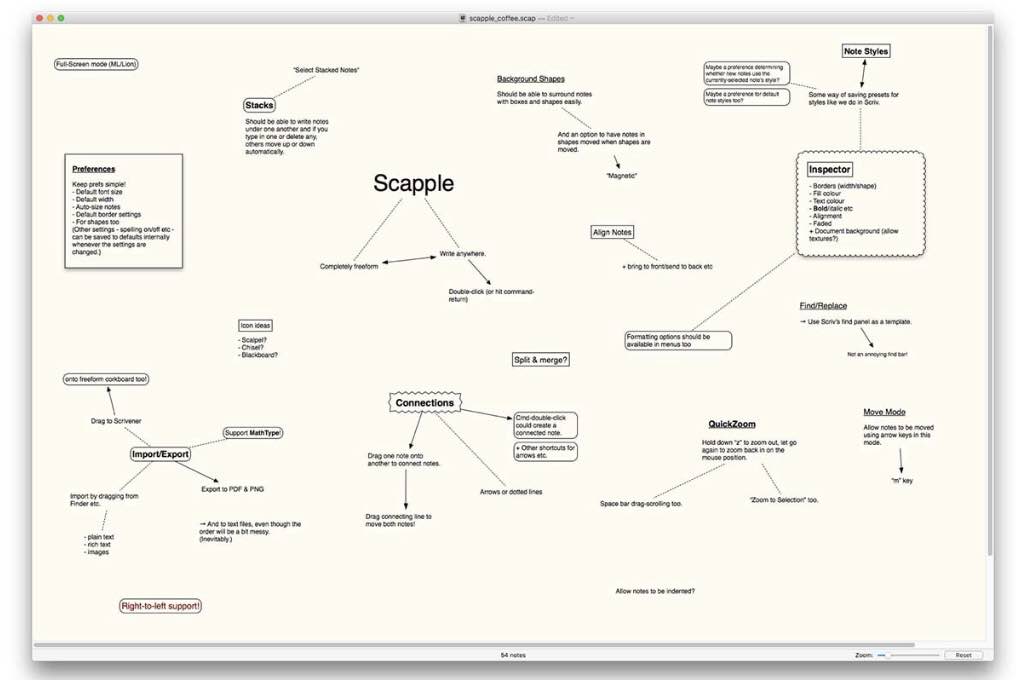 scapple_coffee.scap — Edited
Full-Screen mode (ML/Lion)
"Select Stacked Notes"
Stacks
Should be able to write notes
under one another and if you
type in one or delete any,
others move up or down
automatically.
Background Shapes
Should be able to surround notes
with boxes and shapes easily.
And an option to have notes in
shapes moved when shapes are
moved.
"Magnetic"
Note Styles
Maybe a preference determining
whether new notes use the
currently-selected note's style?
Maybe a preference for default
note styles too?
Some way of saving presets for
styles like we do in Scriv.
Preferences
Keep prefs simple!
- Default font size
- Default width
- Auto-size notes
- Default border settings
- For shapes too
(Other settings - spelling on/off etc -
can be saved to defaults internally
whenever the settings are
changed.)
Scapple
Completely freeform
Write anywhere.
Double-click (or hit command-
return)
Align Notes
+ bring to front/send to back etc
Inspector
- Borders (width/shape)
- Fill colour
- Text colour
- Bold/italic etc
- Alignment
- Faded
+ Document background (allow
textures?)
Formatting options should be
available in menus too
Find/Replace
→ Use Scriv's find panel as a template.
Not an annoying find bar!
Icon ideas
- Scalpel?
- Chisel?
- Blackboard?
Split & merge?
onto freeform corkboard too!
Drag to Scrivener
Support MathType!
Import/Export
Import by dragging from
Finder etc.
- plain text
- rich text
- images
Export to PDF & PNG
→ And to text files, even though the
order will be a bit messy.
(Inevitably.)
Connections
Cmd-double-click
could create a
connected note.
+ Other shortcuts for
arrows etc.
Drag one note onto
another to connect notes.
Arrows or dotted lines
Drag connecting line to
move both notes!
QuickZoom
Hold down "z" to zoom out, let go
again to zoom back in on the
mouse position.
Space bar drag-scrolling too.
"Zoom to Selection" too.
Move Mode
Allow notes to be moved
using arrow keys in this
mode.
"m" key
Right-to-left support!
Allow notes to be indented?
54 notes
Zoom:
Reset